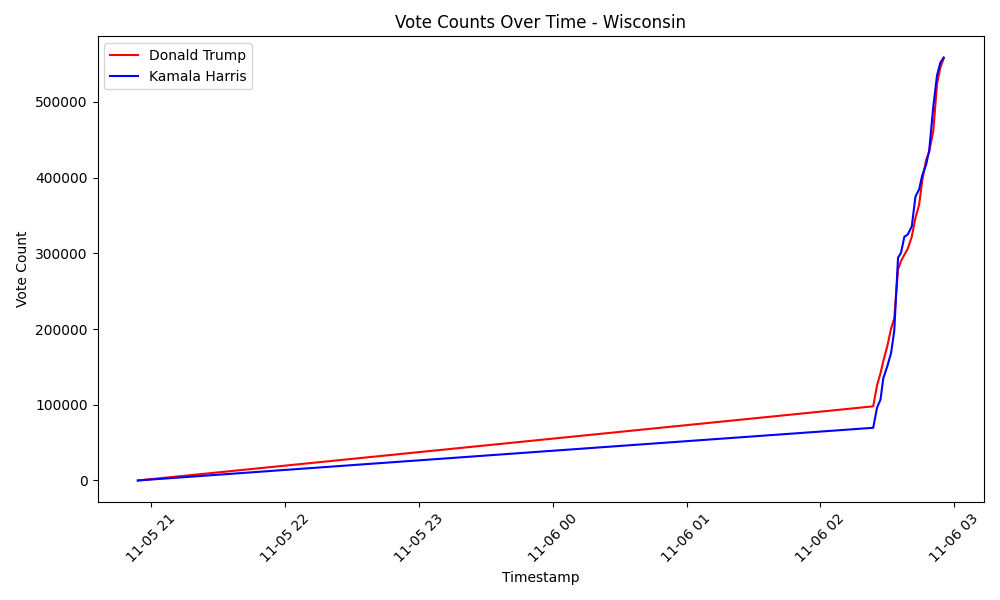 Vote Counts Over Time - Wisconsin
Donald Trump
Kamala Harris
Vote Count
500000
400000
300000
200000
100000
0
11-05 21
11-05 22
11-05 23
11-06 00
11-06 01
11-06 02
11-06 03
Timestamp